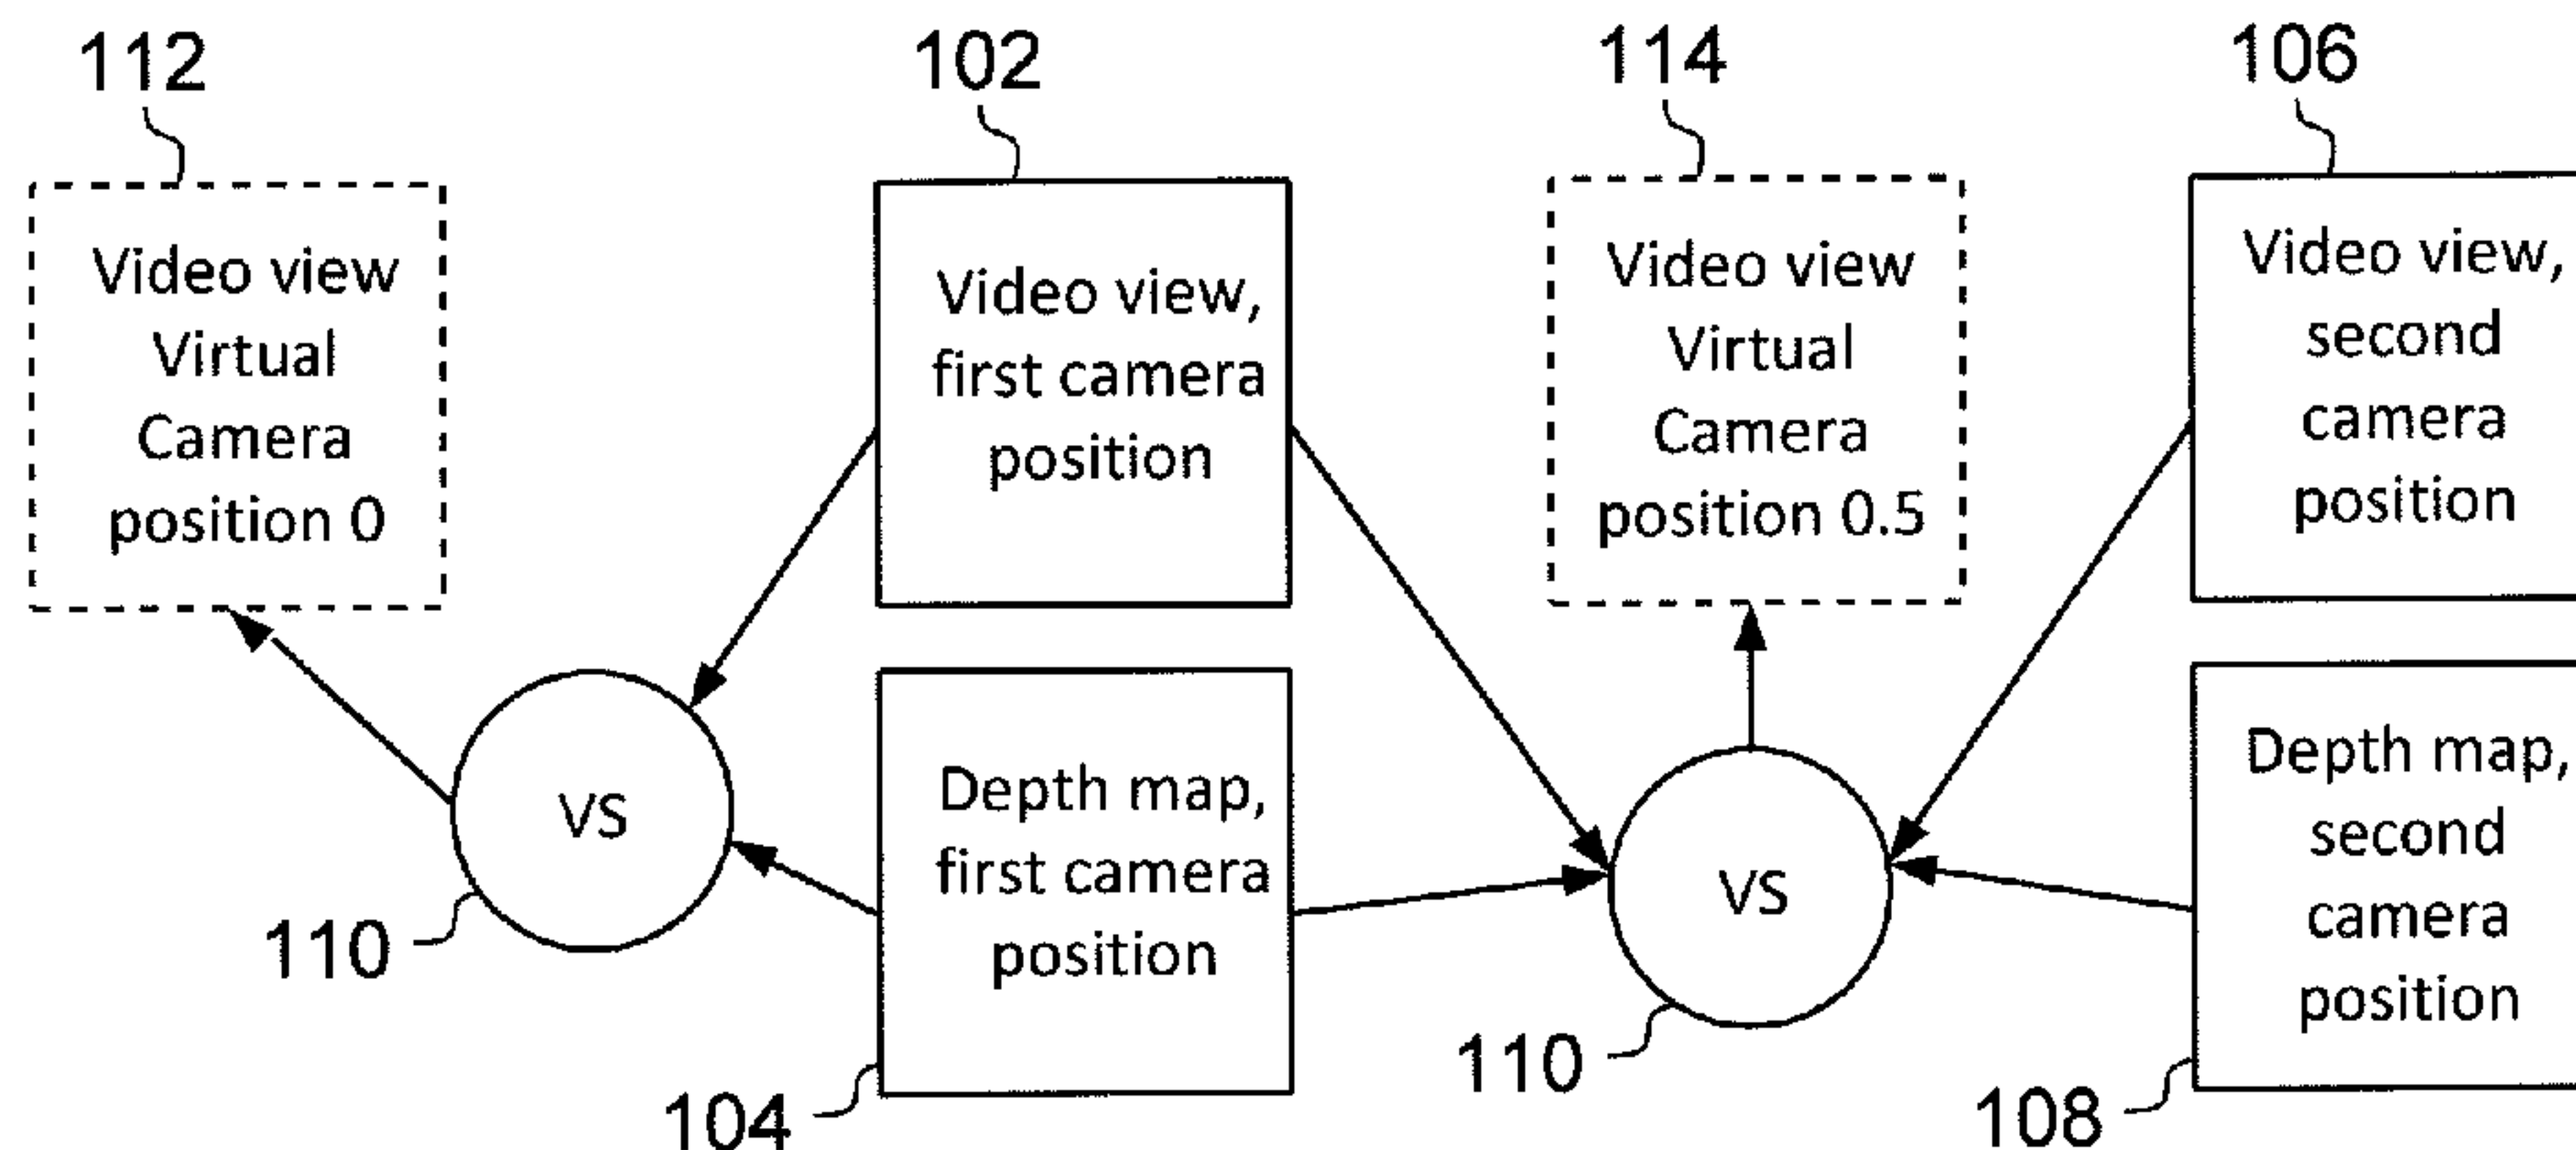 112
102
114
106
Video view
Virtual
Camera
position 0
Video view,
first camera
position
Video view
Virtual
Camera
position 0.5
Video view,
second
camera
position
VS
110
Depth map,
first camera
position
104
VS
110
Depth map,
second
camera
position
108